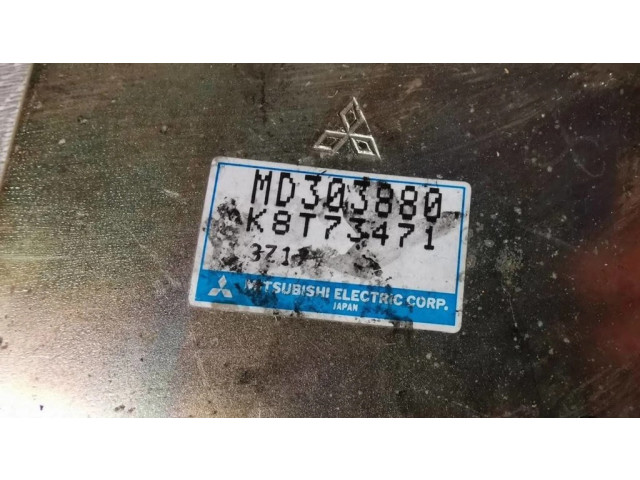 MD303880
K8T73471
MITSUBISHI ELECTRIC CORP.
JAPAN